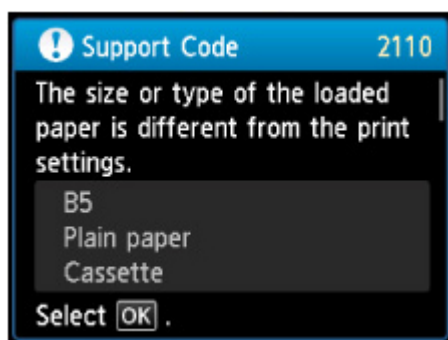 Support Code 2110
The size or type of the loaded
paper is different from the print
settings.
B5
Plain paper
Cassette
Select OK .